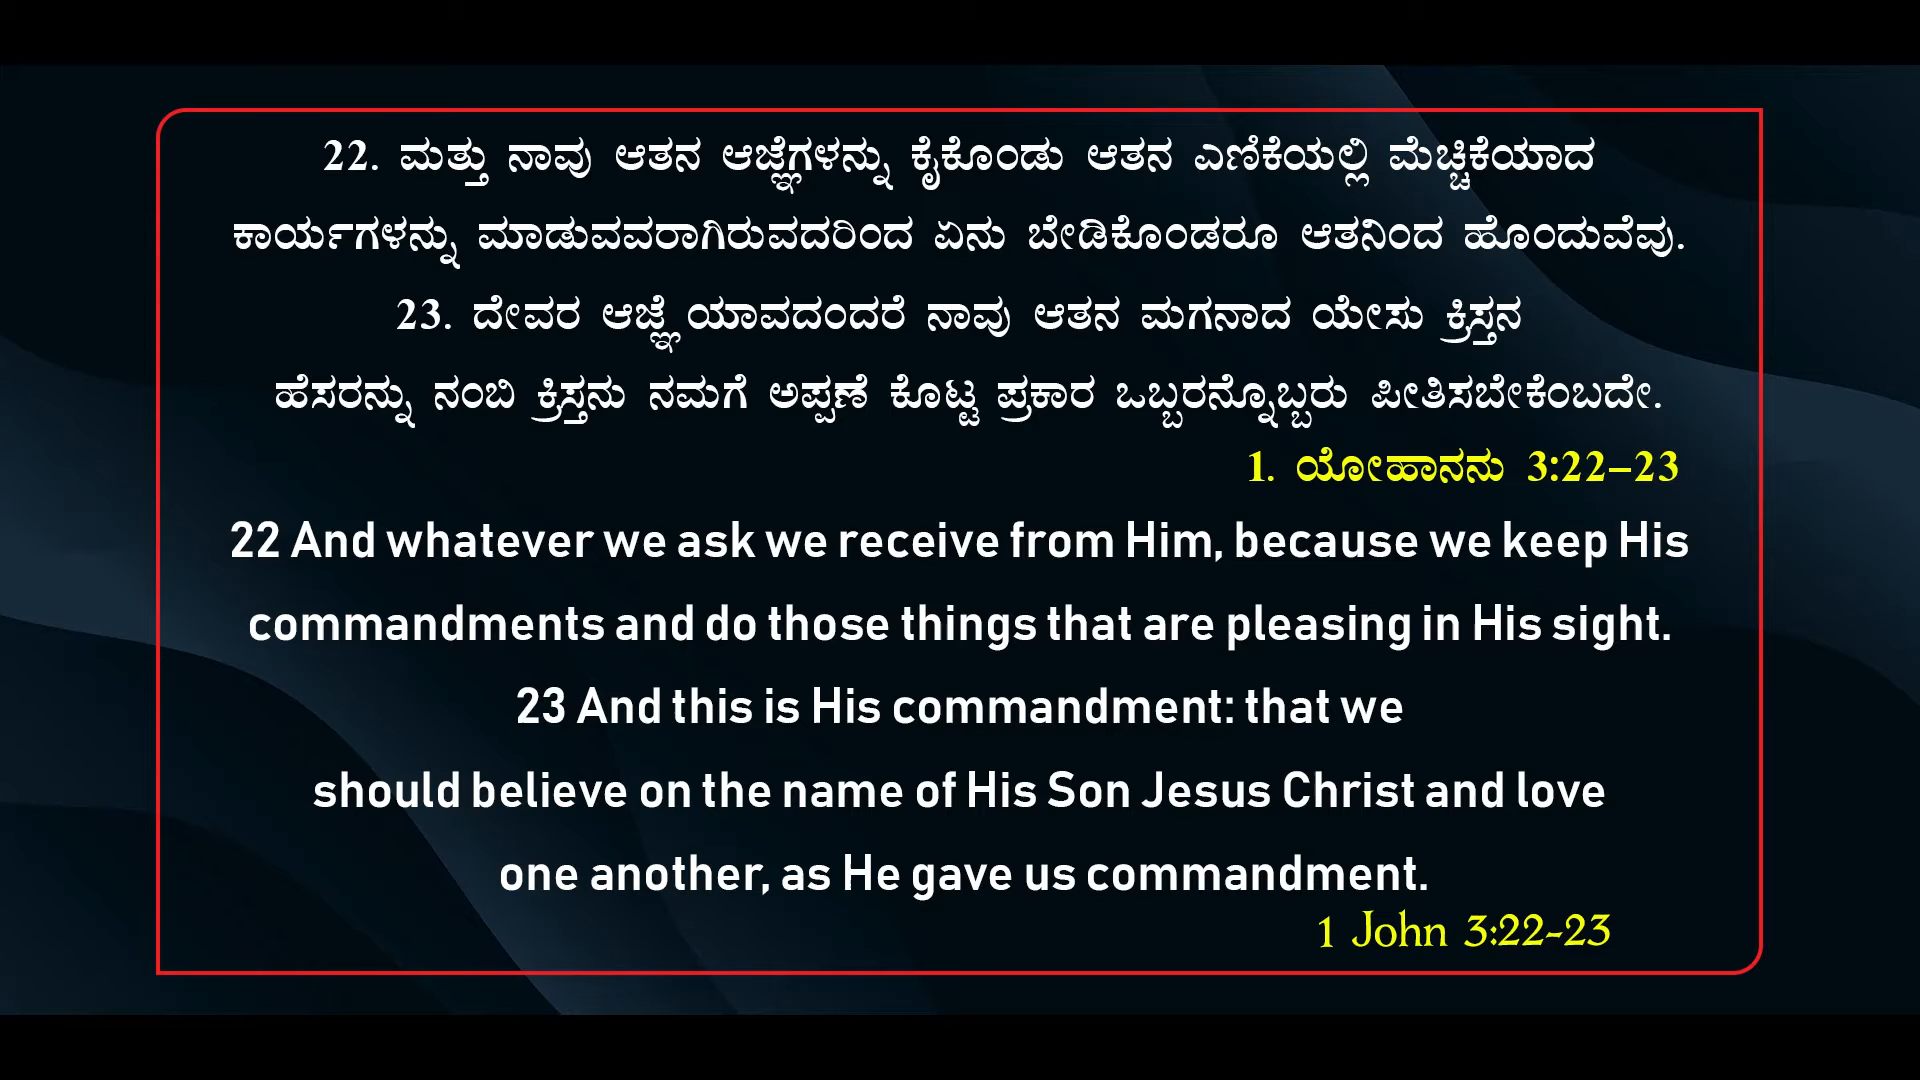 22. ಮತ್ತು ನಾವು ಆತನ ಆಜ್ಞೆಗಳನ್ನು ಕೈಕೊಂಡು ಆತನ ಎಣಿಕೆಯಲ್ಲಿ ಮೆಚ್ಚಿಕೆಯಾದ
ಕಾರ್ಯಗಳನ್ನು ಮಾಡುವವರಾಗಿರುವದರಿಂದ ಏನು ಬೇಡಿಕೊಂಡರೂ ಆತನಿಂದ ಹೊಂದುವೆವು.
23. ದೇವರ ಆಜ್ಞೆ ಯಾವದಂದರೆ ನಾವು ಆತನ ಮಗನಾದ ಯೇಸು ಕ್ರಿಸ್ತನ
ಹೆಸರನ್ನು ನಂಬಿ ಕ್ರಿಸ್ತನು ನಮಗೆ ಅಪ್ಪಣೆ ಕೊಟ್ಟ ಪ್ರಕಾರ ಒಬ್ಬರನ್ನೊಬ್ಬರು ಪೀತಿಸಬೇಕೆಂಬದೇ.
1. ಯೋಹಾನನು 3:22–23
22 And whatever we ask we receive from Him, because we keep His
commandments and do those things that are pleasing in His sight.
23 And this is His commandment: that we
should believe on the name of His Son Jesus Christ and love
one another, as He gave us commandment.
1 John 3:22-23